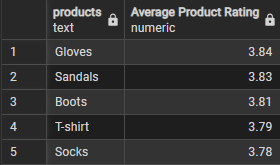 products Average Product Rating
text numeric
1 Gloves 3.84
2 Sandals 3.83
3 Boots 3.81
4 T-shirt 3.79
5 Socks 3.78